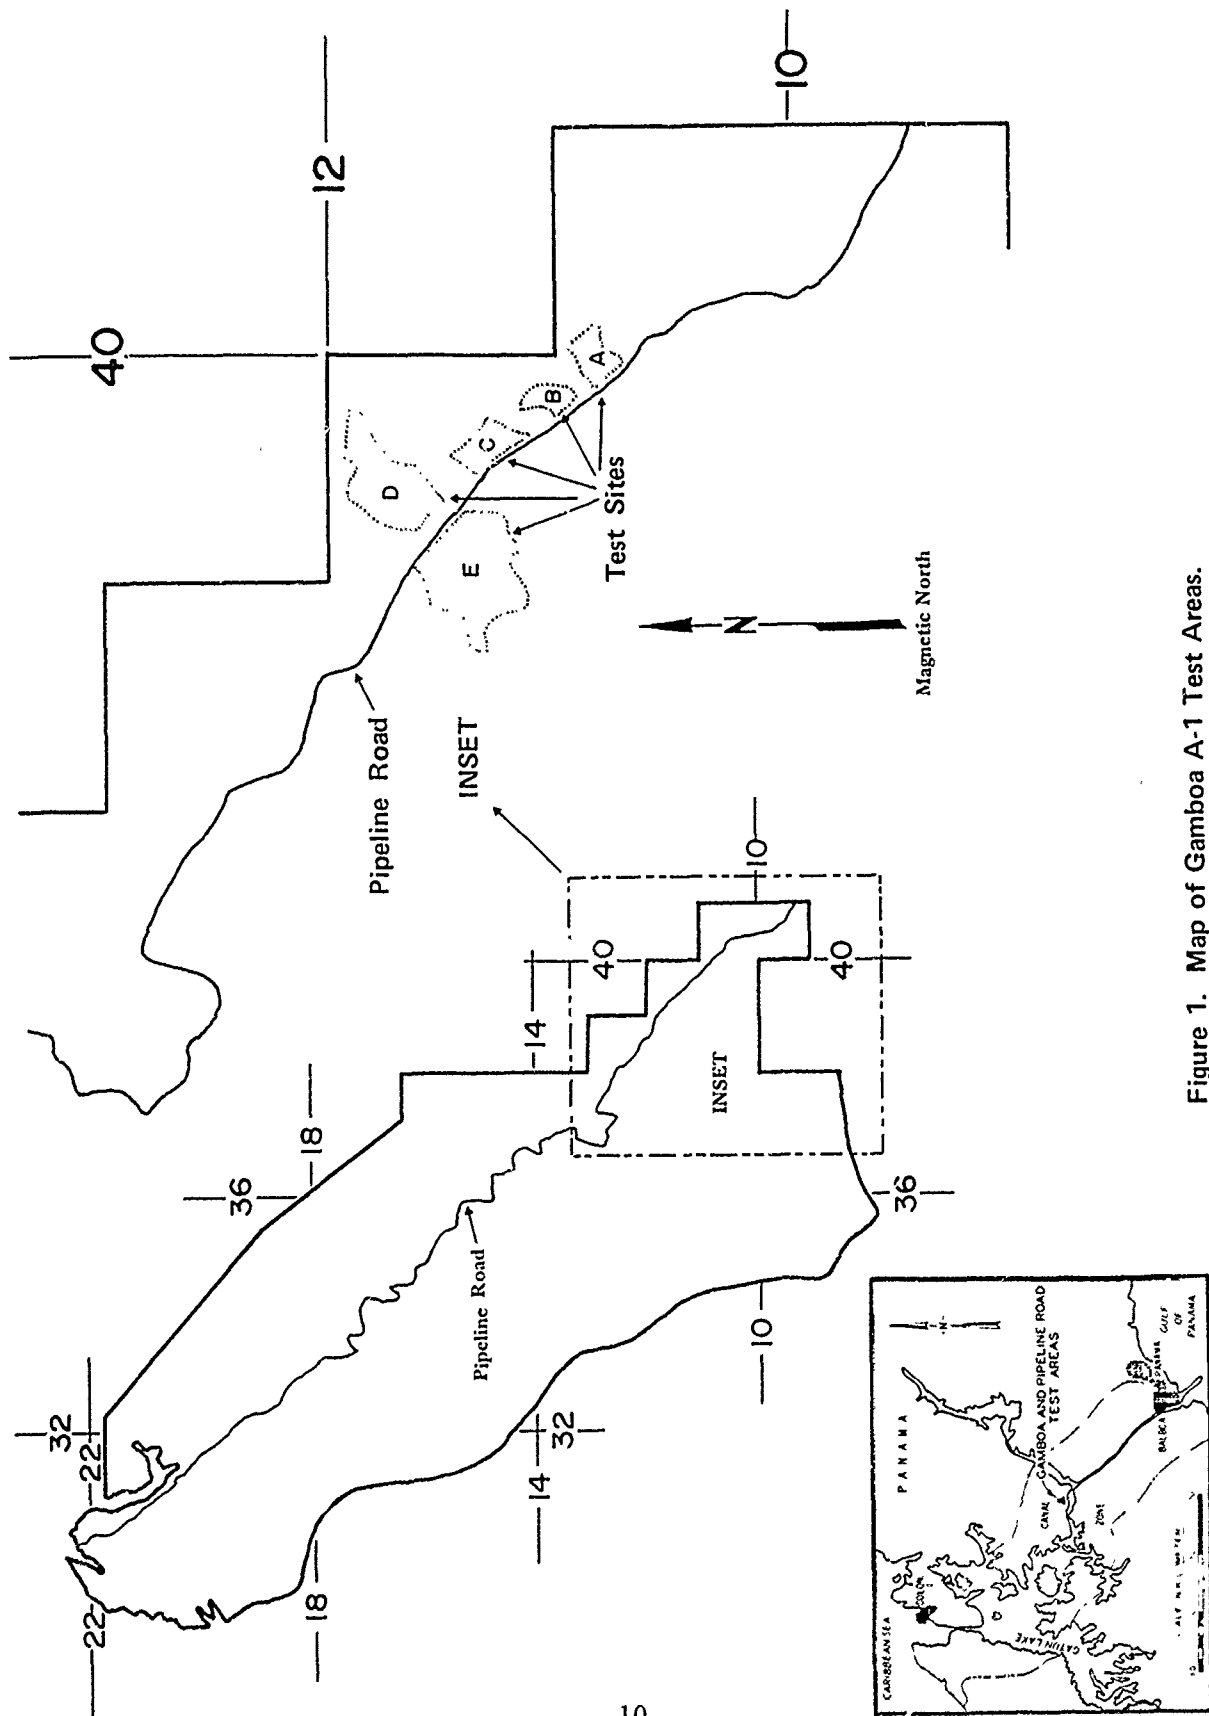 40
12
10
A
B
C
D
E
Test Sites
Pipeline Road
INSET
N
Magnetic North
14
40
10
40
INSET
18
36
36
Pipeline Road
32
22
22
18
14
32
10
CARIBBEAN SEA
COLON
PANAMA
N
GAMBOA AND PIPELINE ROAD
TEST AREAS
CANAL
ZONE
GATUN LAKE
BALBOA
PANAMA
GULF
OF
PANAMA
Figure 1. Map of Gamboa A-1 Test Areas.
10